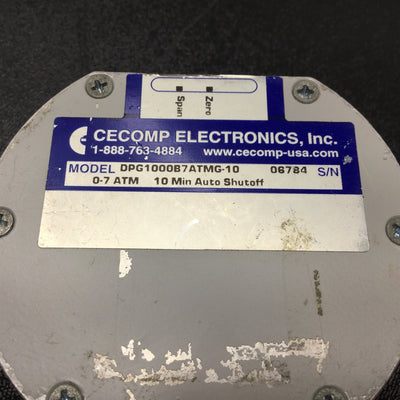 Zero
Span
CECOMP ELECTRONICS, Inc.
1-888-763-4884 www.cecomp-usa.com
MODEL DPG1000B7ATMG-10 06784 S/N
0-7 ATM 10 Min Auto Shutoff